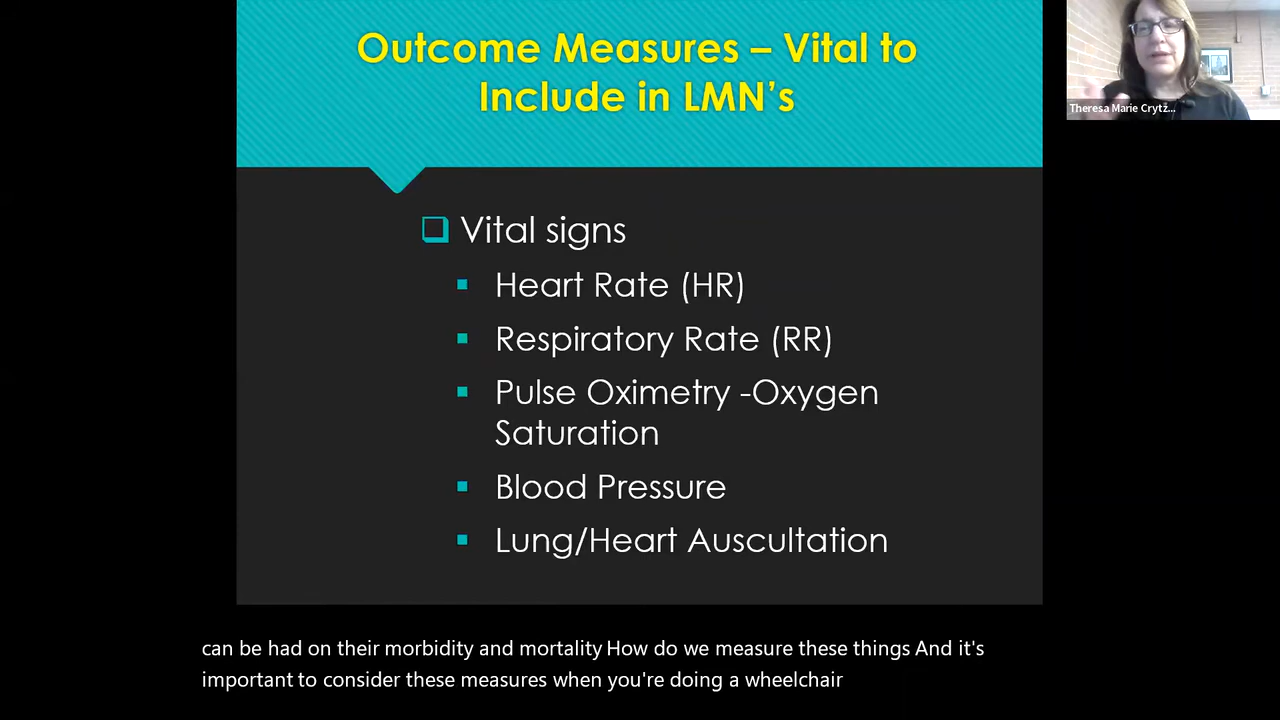 Outcome Measures – Vital to
Include in LMN's
Theresa Marie Crytz...
Vital signs
Heart Rate (HR)
Respiratory Rate (RR)
Pulse Oximetry -Oxygen
Saturation
Blood Pressure
Lung/Heart Auscultation
can be had on their morbidity and mortality How do we measure these things And it's
important to consider these measures when you're doing a wheelchair